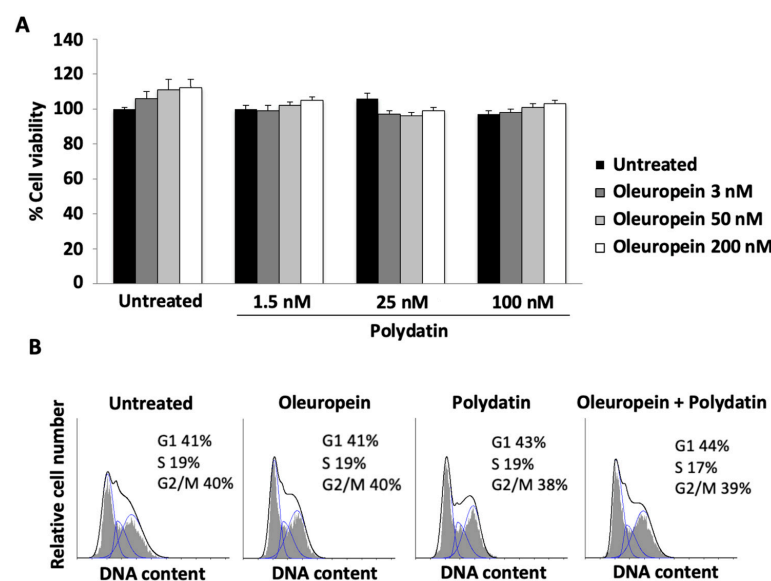 A
140
120
100
80
60
40
20
0
% Cell viability
Untreated
1.5 nM
25 nM
100 nM
Polydatin
Untreated
Oleuropein 3 nM
Oleuropein 50 nM
Oleuropein 200 nM
B
Relative cell number
Untreated
G1 41%
S 19%
G2/M 40%
DNA content
Oleuropein
G1 41%
S 19%
G2/M 40%
DNA content
Polydatin
G1 43%
S 19%
G2/M 38%
DNA content
Oleuropein + Polydatin
G1 44%
S 17%
G2/M 39%
DNA content